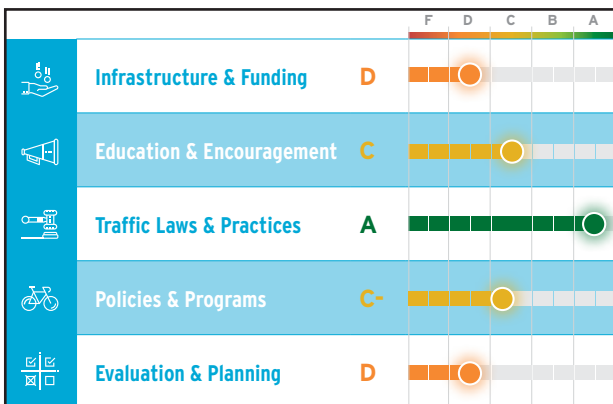 F D C B A
Infrastructure & Funding D
Education & Encouragement C
Traffic Laws & Practices A
Policies & Programs C-
Evaluation & Planning D